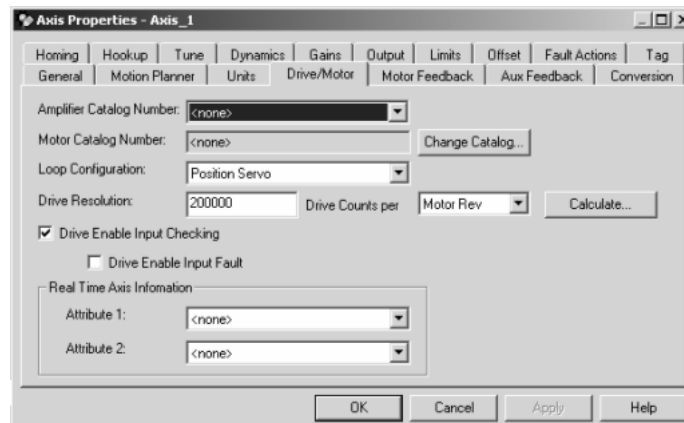 Axis Properties - Axis_1
Homing Hookup Tune Dynamics Gains Output Limits Offset Fault Actions Tag
General Motion Planner Units Drive/Motor Motor Feedback Aux Feedback Conversion
Amplifier Catalog Number: <none>
Motor Catalog Number: <none> Change Catalog...
Loop Configuration: Position Servo
Drive Resolution: 200000 Drive Counts per Motor Rev Calculate...
Drive Enable Input Checking
Drive Enable Input Fault
Real Time Axis Infomation
Attribute 1: <none>
Attribute 2: <none>
OK Cancel Apply Help